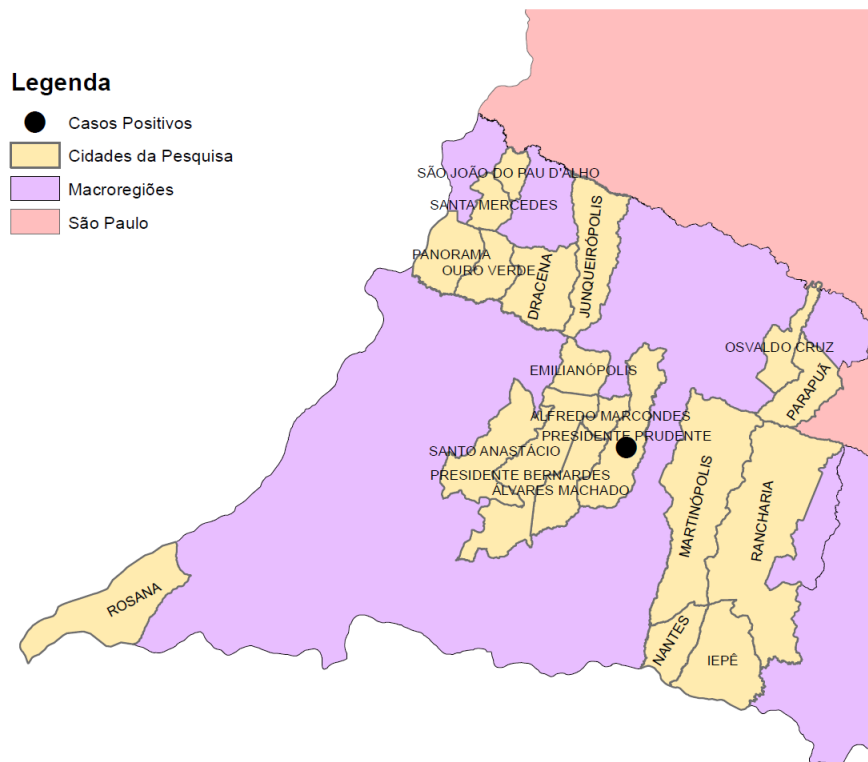 Legenda
Casos Positivos
Cidades da Pesquisa
Macroregiões
São Paulo
SÃO JOÃO DO PAU D'ALHO
SANTA MERCEDES
PANORAMA
OURO VERDE
DRACENA
JUNQUEIRÓPOLIS
OSVALDO CRUZ
PARAPUÃ
EMILIANÓPOLIS
ALFREDO MARCONDES
PRESIDENTE PRUDENTE
SANTO ANASTÁCIO
PRESIDENTE BERNARDES
ÁLVARES MACHADO
MARTINÓPOLIS
RANCHARIA
ROSANA
NANTES
IEPÊ